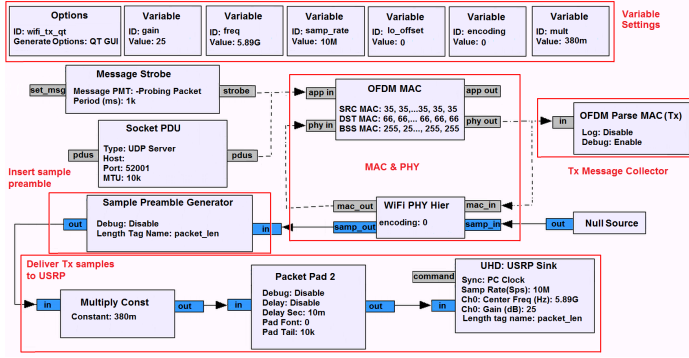 Options
ID: wifi_tx_qt
Generate Options: QT GUI
Variable
ID: gain
Value: 25
Variable
ID: freq
Value: 5.89G
Variable
ID: samp_rate
Value: 10M
Variable
ID: lo_offset
Value: 0
Variable
ID: encoding
Value: 0
Variable
ID: mult
Value: 380m
Variable
Settings
Message Strobe
Message PMT: -Probing Packet
Period (ms): 1k
set_msg
strobe
Socket PDU
Type: UDP Server
Host:
Port: 52001
MTU: 10k
pdus
pdus
OFDM MAC
SRC MAC: 35, 35,...35, 35, 35
DST MAC: 66, 66,... 66, 66, 66
BSS MAC: 255, 25..., 255, 255
app in
app out
phy in
phy out
OFDM Parse MAC (Tx)
Log: Disable
Debug: Enable
in
Tx Message Collector
MAC & PHY
Insert sample
preamble
Sample Preamble Generator
Debug: Disable
Length Tag Name: packet_len
out
in
WiFi PHY Hier
encoding: 0
mac_out
mac_in
samp_out
samp_in
out
Null Source
Deliver Tx samples
to USRP
in
Multiply Const
Constant: 380m
out
in
Packet Pad 2
Debug: Disable
Delay: Disable
Delay Sec: 10m
Pad Font: 0
Pad Tail: 10k
out
command
in
UHD: USRP Sink
Sync: PC Clock
Samp Rate(Sps): 10M
Ch0: Center Freq (Hz): 5.89G
Ch0: Gain (dB): 25
Length tag name: packet_len